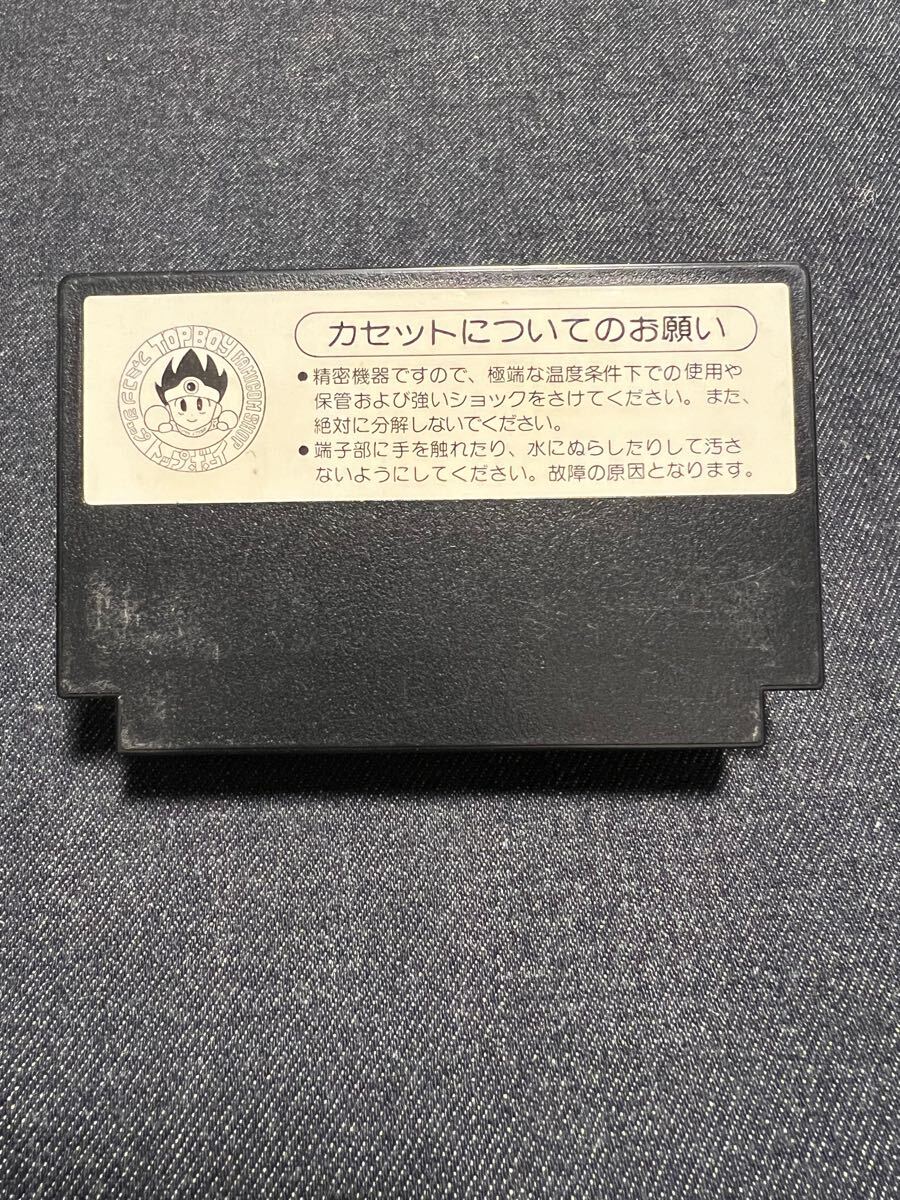 TOPBOY FAMICOM SHOP
トップボーイ
カセットについてのお願い
●精密機器ですので、極端な温度条件下での使用や
保管および強いショックをさけてください。また、
絶対に分解しないでください。
●端子部に手を触れたり、水にぬらしたりして汚さ
ないようにしてください。故障の原因となります。